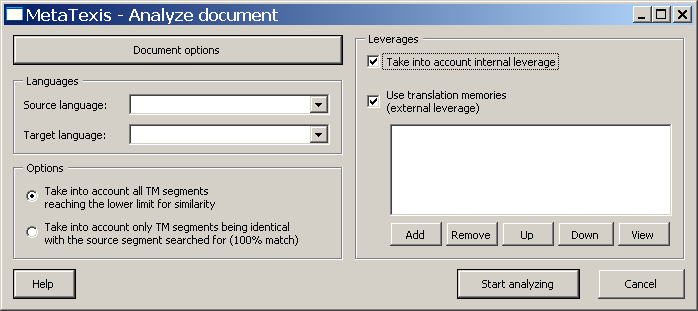 MetaTexis - Analyze document
Document options
Languages
Source language:
Target language:
Options
Take into account all TM segments
reaching the lower limit for similarity
Take into account only TM segments being identical
with the source segment searched for (100% match)
Leverages
Take into account internal leverage
Use translation memories
(external leverage)
Add
Remove
Up
Down
View
Help
Start analyzing
Cancel